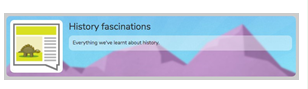 History fascinations
Everything we've learnt about history.